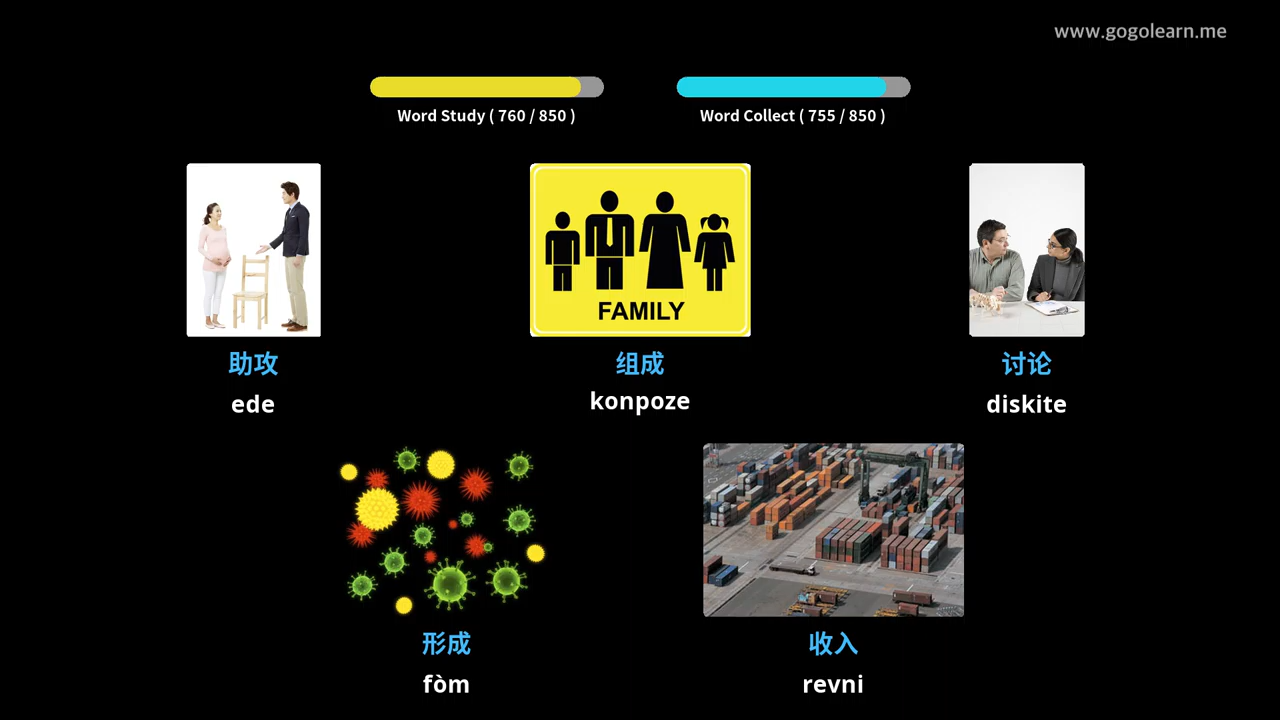 www.gogolearn.me
Word Study ( 760 / 850 )
Word Collect ( 755 / 850 )
FAMILY
助攻
组成
讨论
ede
konpoze
diskite
形成
收入
fòm
revni